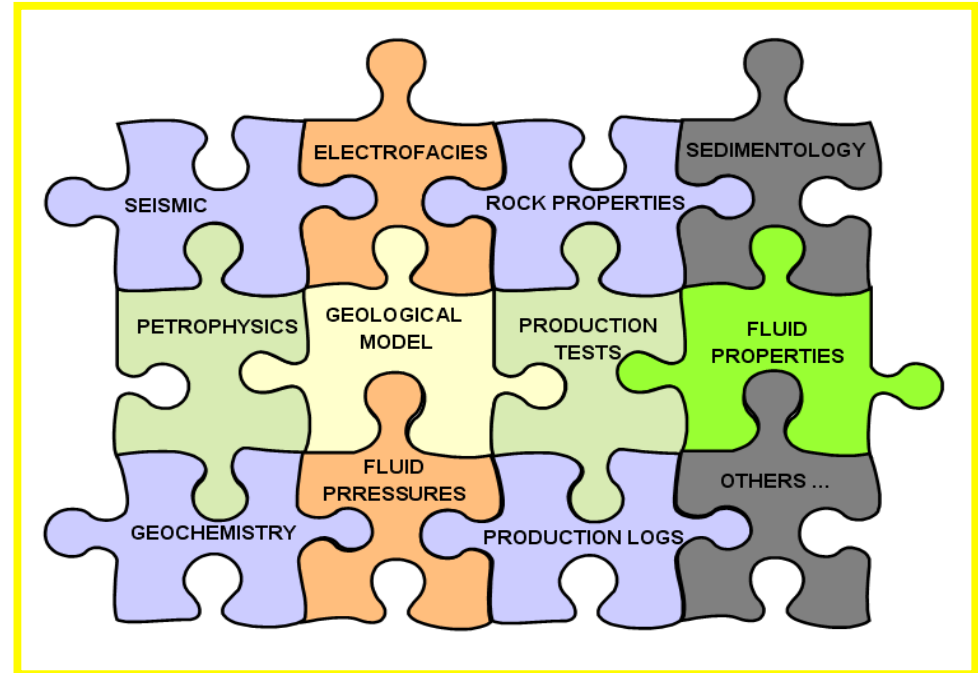 ELECTROFACIES
SEDIMENTOLOGY
SEISMIC
ROCK PROPERTIES
PETROPHYSICS
GEOLOGICAL
MODEL
PRODUCTION
TESTS
FLUID
PROPERTIES
GEOCHEMISTRY
FLUID
PRRESSURES
PRODUCTION LOGS
OTHERS ...